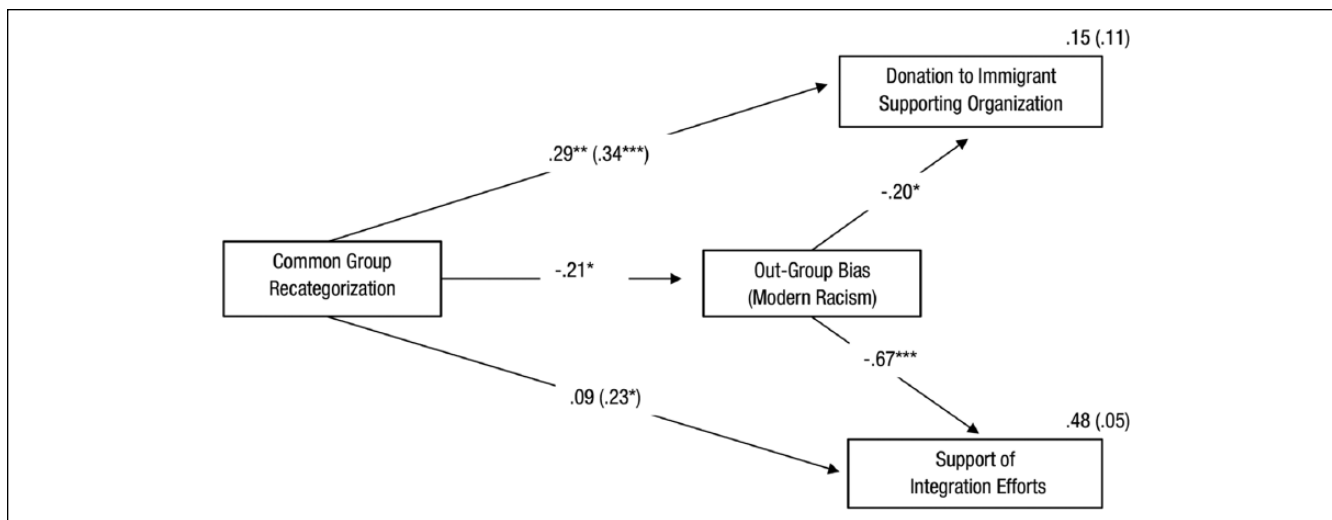 .15 (.11)
Donation to Immigrant
Supporting Organization
.29** (.34***)
-.20*
Common Group
Recategorization
-.21*
Out-Group Bias
(Modern Racism)
-.67***
.09 (.23*)
.48 (.05)
Support of
Integration Efforts